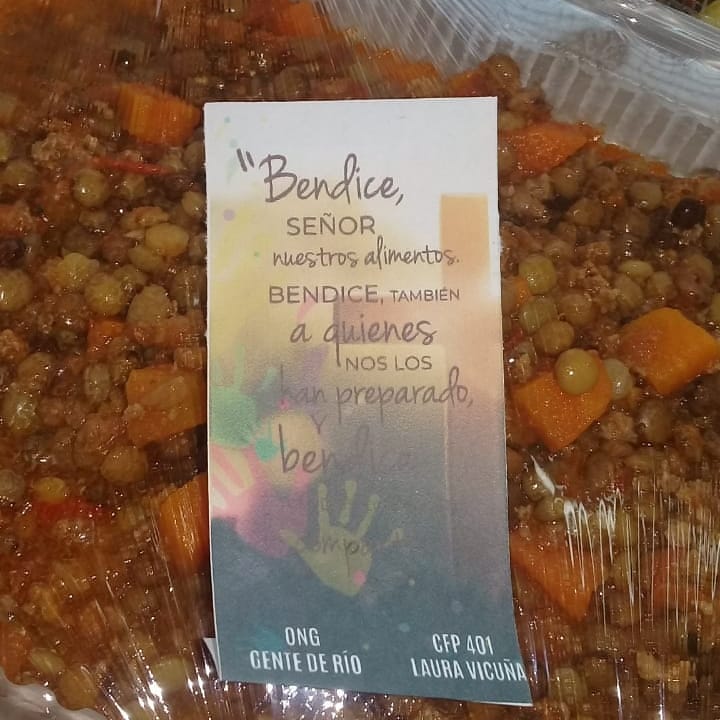 "Bendice,
SEÑOR
nuestros alimentos.
BENDICE, TAMBIÉN
a quienes
NOS LOS
han preparado,
Y
bendice
ONG
GENTE DE RÍO
CFP 401
LAURA VICUÑA